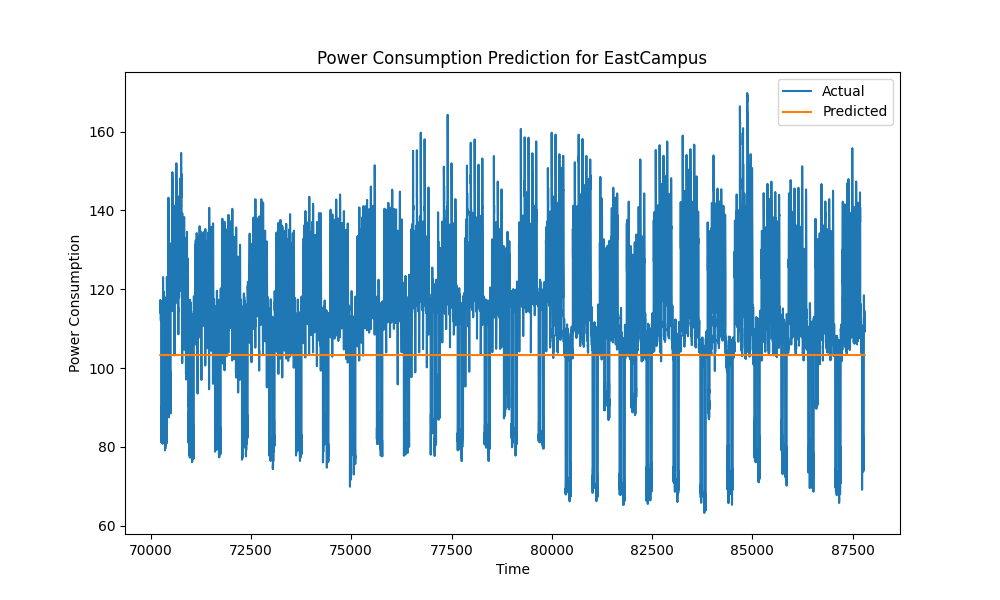 Power Consumption Prediction for EastCampus
Actual
Predicted
Power Consumption
160
140
120
100
80
60
70000 72500 75000 77500 80000 82500 85000 87500
Time